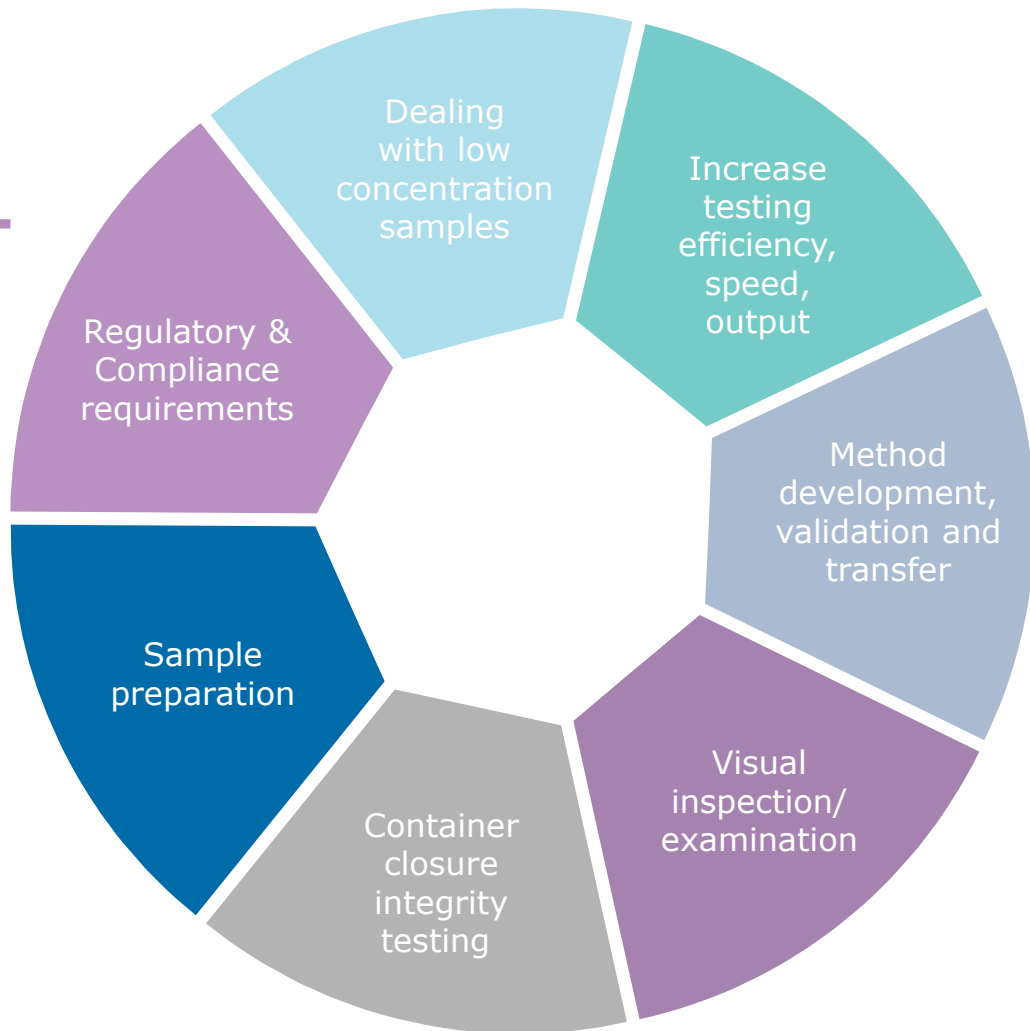 Dealing
with low
concentration
samples
Increase
testing
efficiency,
speed,
output
Method
development,
validation and
transfer
Visual
inspection/
examination
Container
closure
integrity
testing
Sample
preparation
Regulatory &
Compliance
requirements